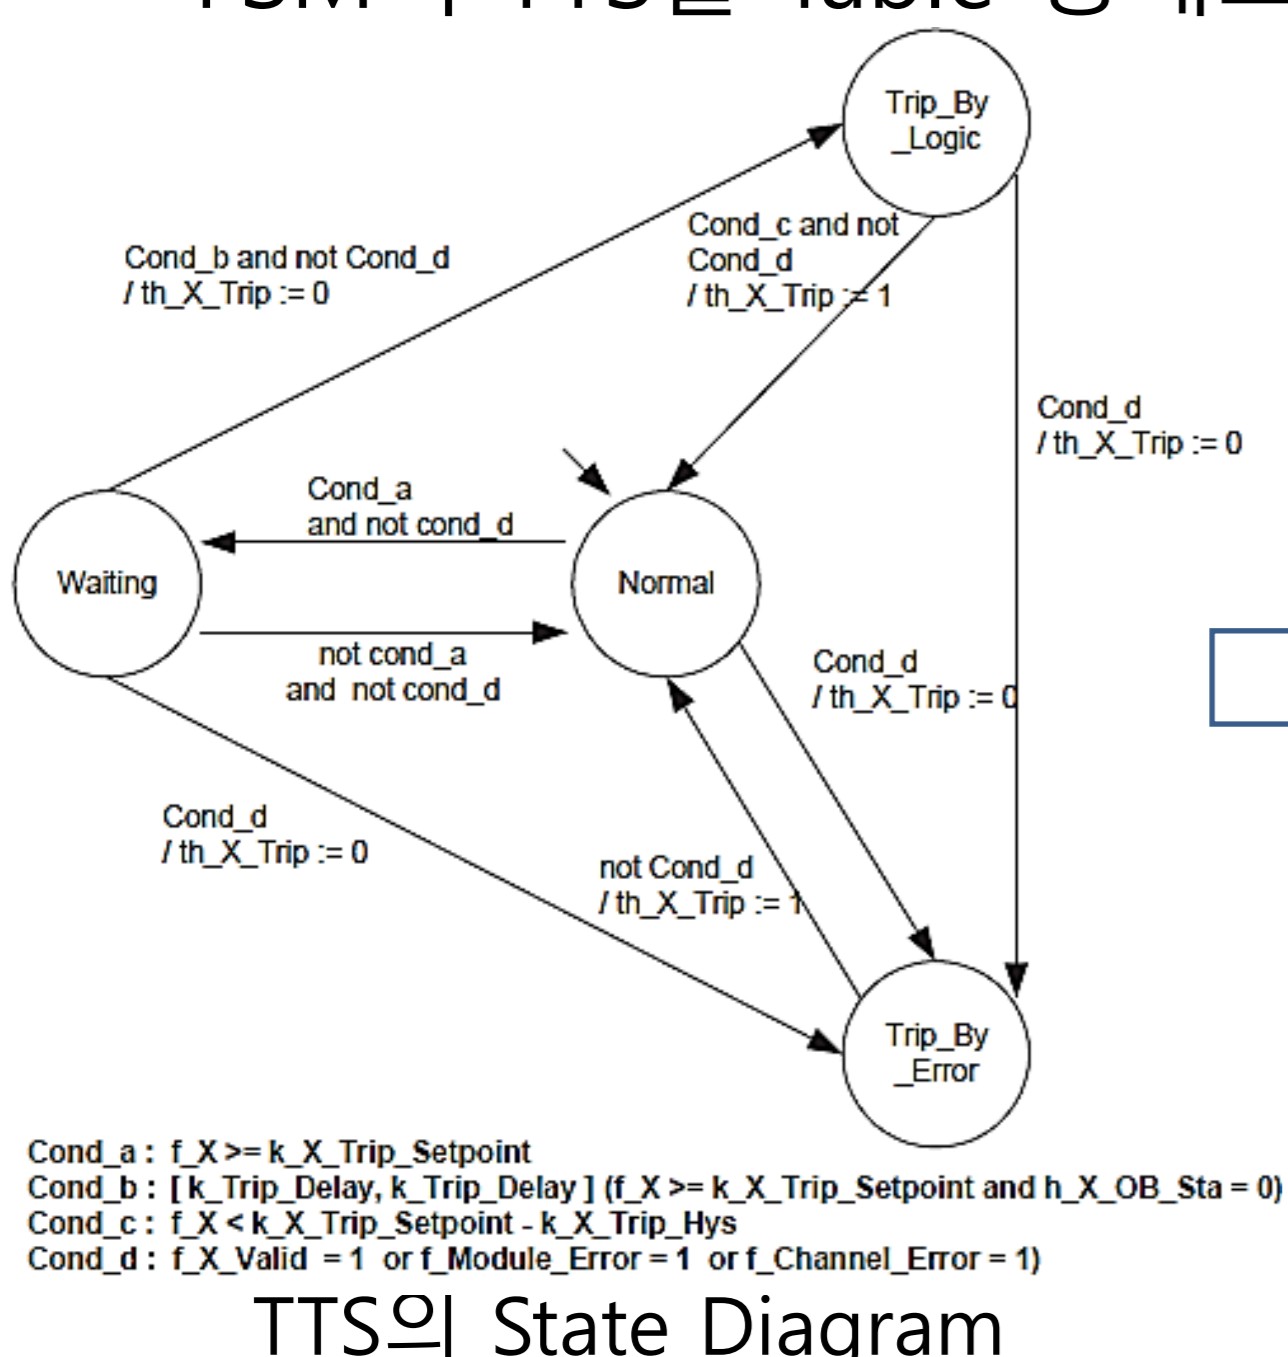 Trip_By
_Logic
Cond_b and not Cond_d
/ th_X_Trip := 0
Cond_c and not
Cond_d
/ th_X_Trip := 1
Cond_d
/ th_X_Trip := 0
Cond_a
and not cond_d
Waiting
Normal
not cond_a
and not cond_d
Cond_d
/ th_X_Trip := 0
Cond_d
/ th_X_Trip := 0
not Cond_d
/ th_X_Trip := 1
Trip_By
_Error
Cond_a : f_X >= k_X_Trip_Setpoint
Cond_b : [ k_Trip_Delay, k_Trip_Delay ] (f_X >= k_X_Trip_Setpoint and h_X_OB_Sta = 0)
Cond_c : f_X < k_X_Trip_Setpoint - k_X_Trip_Hys
Cond_d : f_X_Valid = 1 or f_Module_Error = 1 or f_Channel_Error = 1)
TTS의 State Diagram